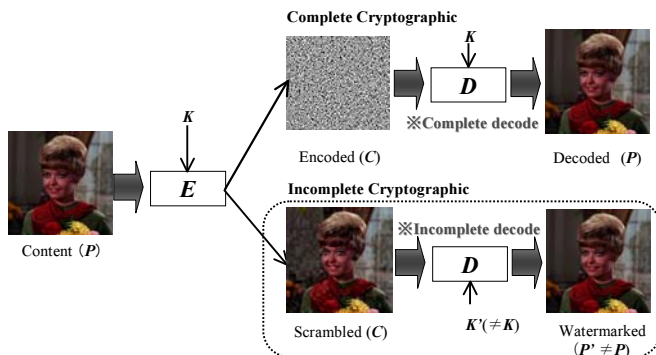 Complete Cryptographic
K
D
※Complete decode
Encoded (C)
Decoded (P)
K
E
Content (P)
Incomplete Cryptographic
※Incomplete decode
D
K'(≠K)
Scrambled (C)
Watermarked
(P' ≠P)